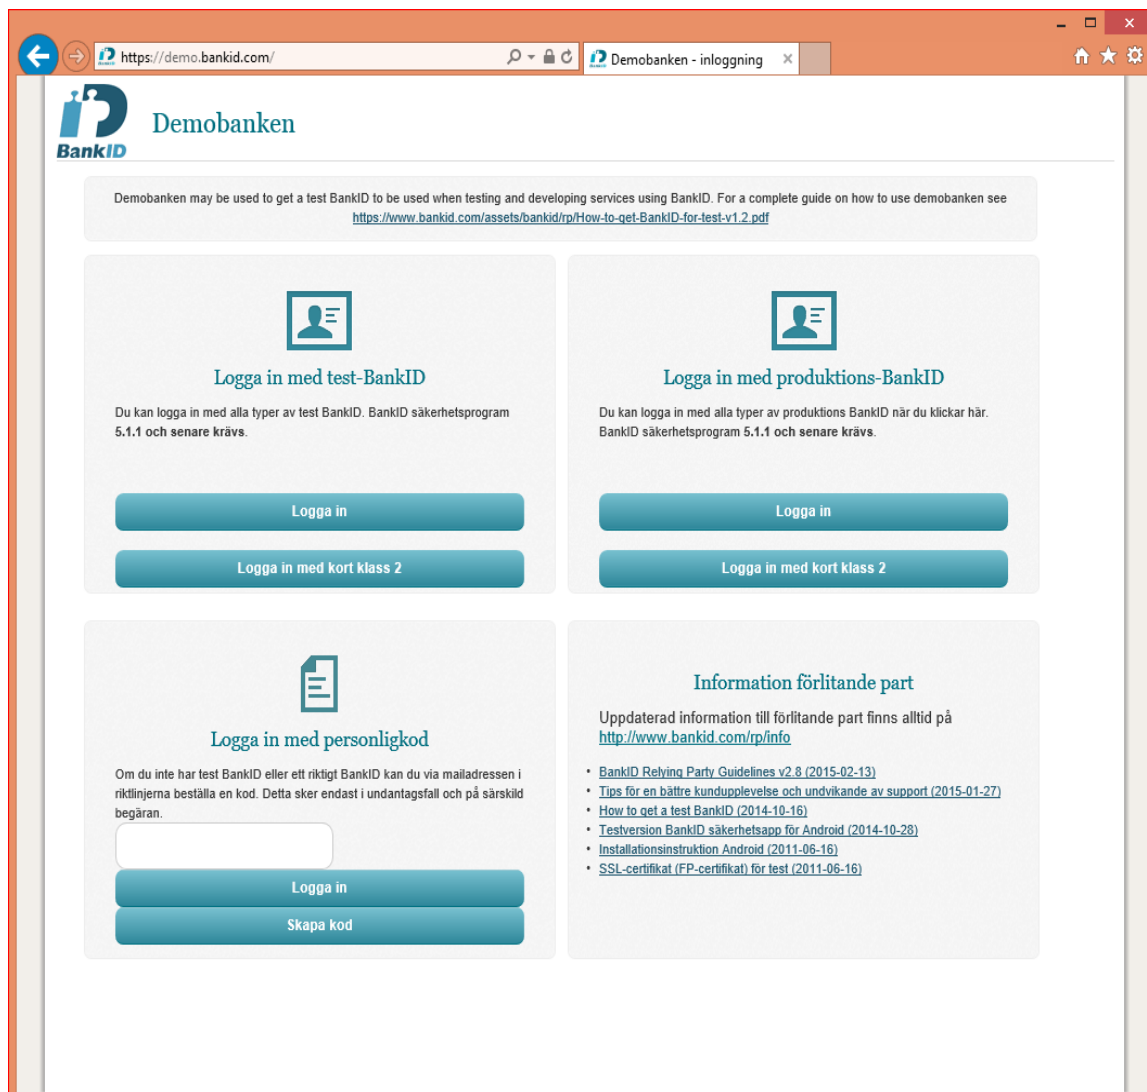 https://demo.bankid.com/
Demobanken - inloggning
BankID
Demobanken
Demobanken may be used to get a test BankID to be used when testing and developing services using BankID. For a complete guide on how to use demobanken see
https://www.bankid.com/assets/bankid/rp/How-to-get-BankID-for-test-v1.2.pdf
Logga in med test-BankID
Du kan logga in med alla typer av test BankID. BankID säkerhetsprogram
5.1.1 och senare krävs.
Logga in
Logga in med kort klass 2
Logga in med produktions-BankID
Du kan logga in med alla typer av produktions BankID när du klickar här.
BankID säkerhetsprogram 5.1.1 och senare krävs.
Logga in
Logga in med kort klass 2
Logga in med personligkod
Om du inte har test BankID eller ett riktigt BankID kan du via mailadressen i
riktlinjerna beställa en kod. Detta sker endast i undantagsfall och på särskild
begäran.
Logga in
Skapa kod
Information förlitande part
Uppdaterad information till förlitande part finns alltid på
http://www.bankid.com/rp/info
• BankID Relying Party Guidelines v2.8 (2015-02-13)
• Tips för en bättre kundupplevelse och undvikande av support (2015-01-27)
• How to get a test BankID (2014-10-16)
• Testversion BankID säkerhetsapp för Android (2014-10-28)
• Installationsinstruktion Android (2011-06-16)
• SSL-certifikat (FP-certifikat) för test (2011-06-16)